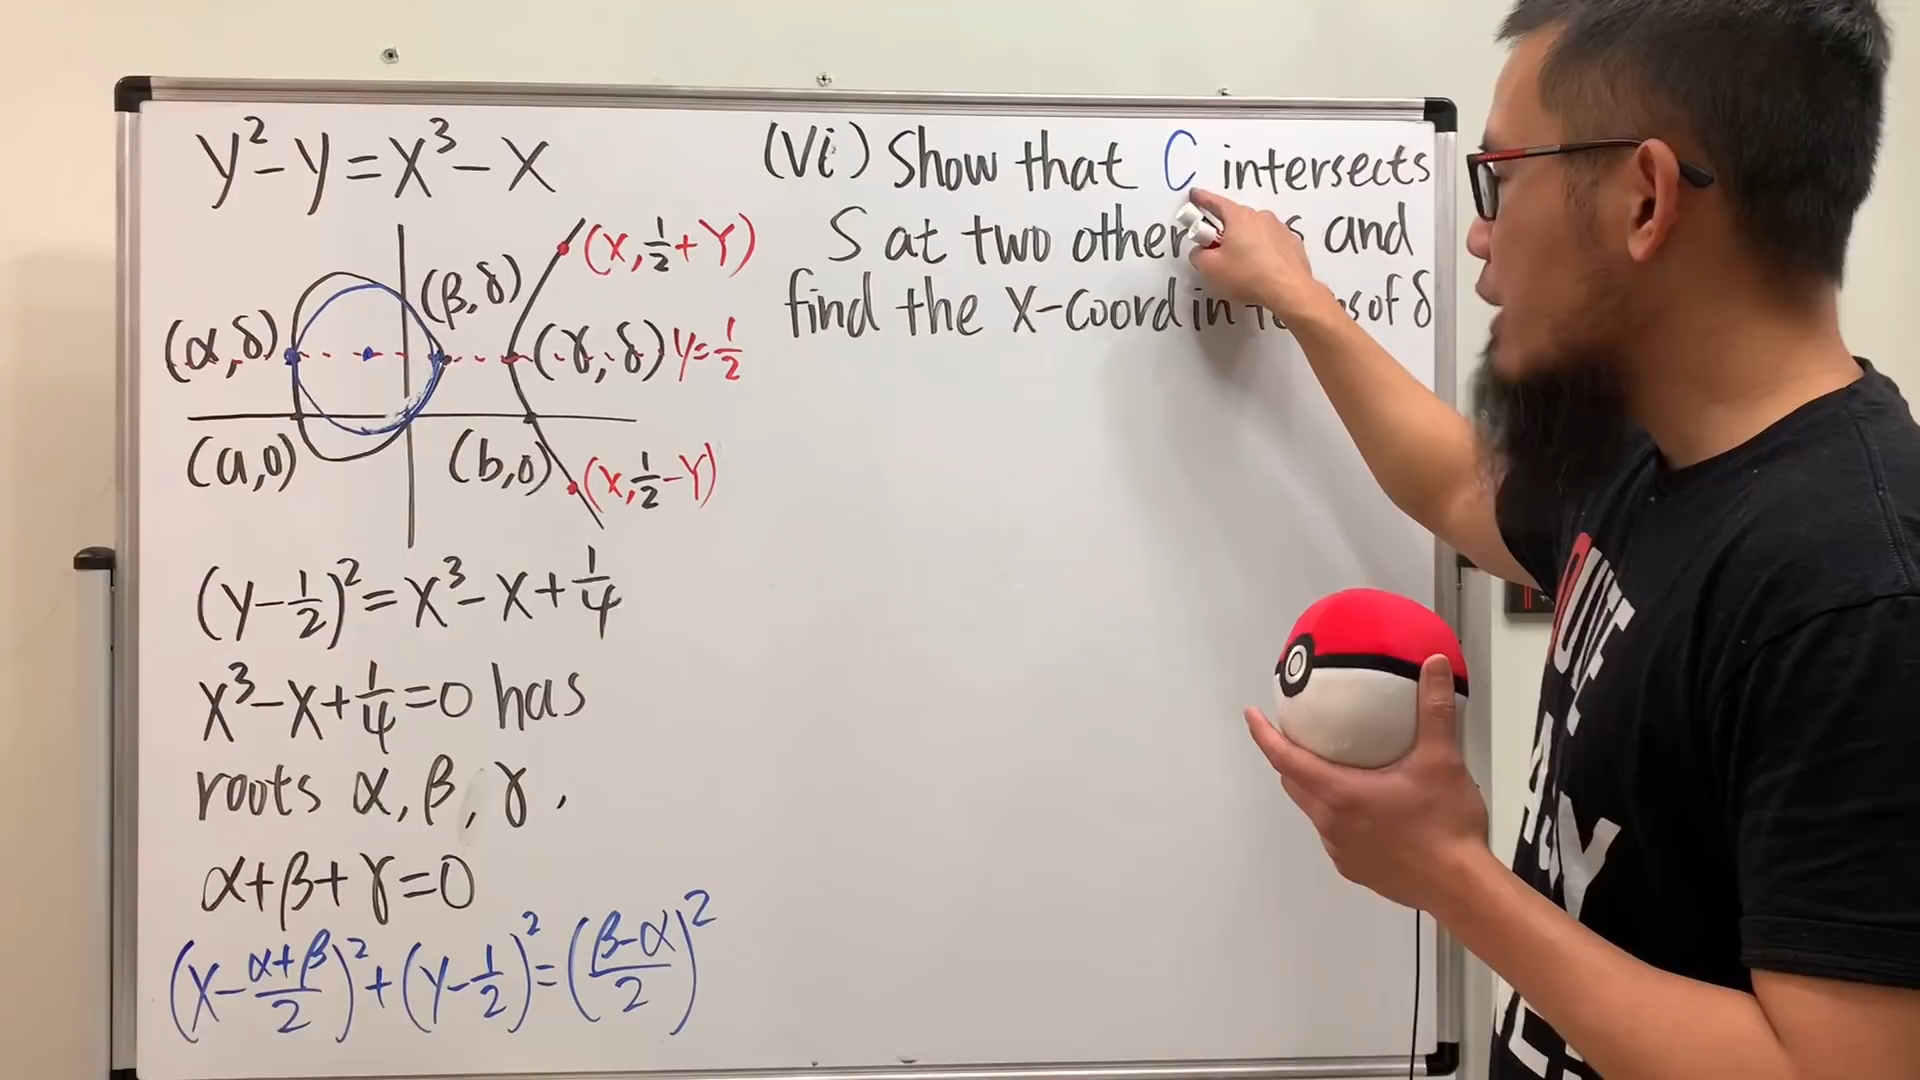 y² - y = x³ - x
(x, 1/2 + Y)
(β, δ)
(α, δ)
(γ, δ) y = 1/2
(a, 0)
(b, 0)
(x, 1/2 - Y)
(y - 1/2)² = x³ - x + 1/4
x³ - x + 1/4 = 0 has
roots α, β, γ.
α + β + γ = 0
(x - (α+β)/2)² + (y - 1/2)² = ((β-α)/2)²
(Vi) Show that C intersects
S at two other and
find the x-coord in of δ